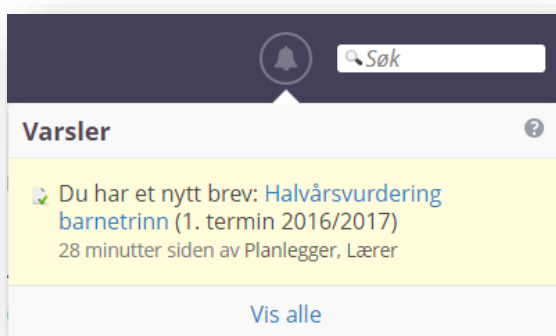 Søk
Varsler
Du har et nytt brev: Halvårsvurdering
barnetrinn (1. termin 2016/2017)
28 minutter siden av Planlegger, Lærer
Vis alle